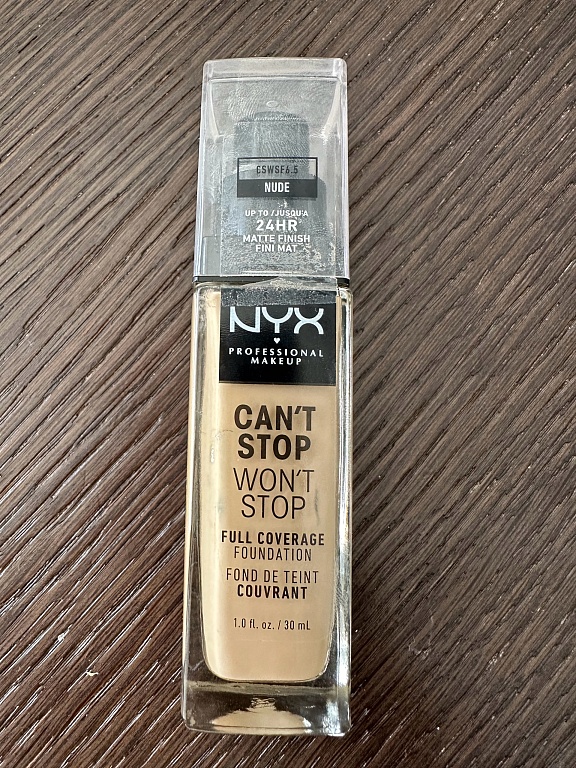 CSWSF6.5
NUDE
UP TO / JUSQU'A
24HR
MATTE FINISH
FINI MAT
NYX
PROFESSIONAL
MAKEUP
CAN'T
STOP
WON'T
STOP
FULL COVERAGE
FOUNDATION
FOND DE TEINT
COUVRANT
1.0 fl. oz. / 30 mL